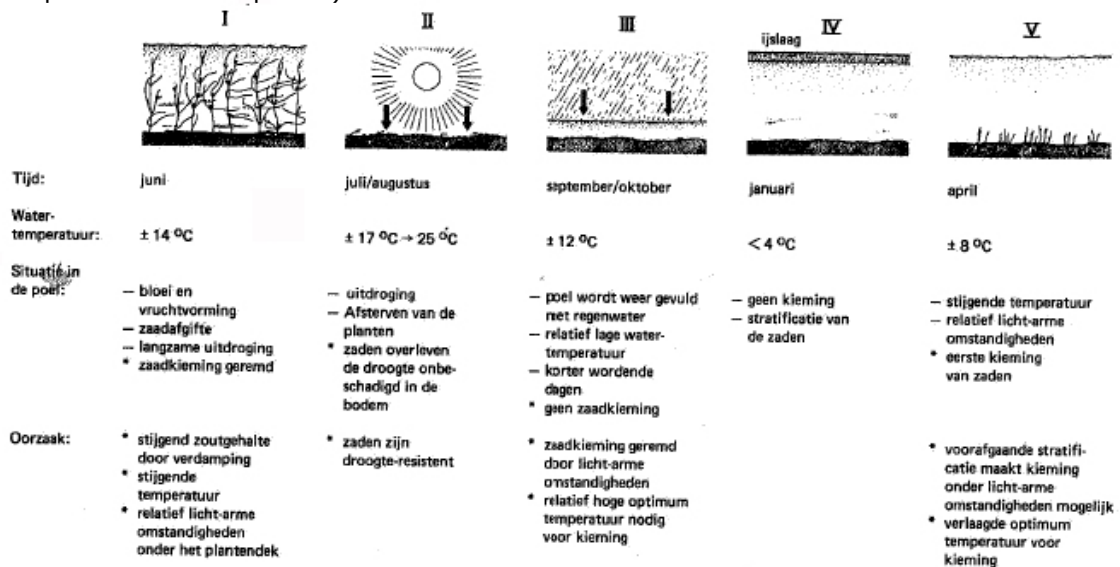 I II III IV V
ijslaag
Tijd: juni juli/augustus september/oktober januari april
Water-
temperatuur: ± 14 °C ± 17 °C → 25 °C ± 12 °C < 4 °C ± 8 °C
Situatie in
de poel:
— bloei en
vruchtvorming
— zaadafgifte
— langzame uitdroging
* zaadkieming geremd
— uitdroging
— Afsterven van de
planten
* zaden overleven
de droogte onbe-
schadigd in de
bodem
— poel wordt weer gevuld
met regenwater
— relatief lage water-
temperatuur
— korter wordende
dagen
* geen zaadkieming
— geen kieming
— stratificatie van
de zaden
— stijgende temperatuur
— relatief licht-arme
omstandigheden
* eerste kieming
van zaden
Oorzaak:
* stijgend zoutgehalte
door verdamping
* stijgende
temperatuur
* relatief licht-arme
omstandigheden
onder het plantendek
* zaden zijn
droogte-resistent
* zaadkieming geremd
door licht-arme
omstandigheden
* relatief hoge optimum
temperatuur nodig
voor kieming
* voorafgaande stratifi-
catie maakt kieming
onder licht-arme
omstandigheden mogelijk
* verlaagde optimum
temperatuur voor
kieming